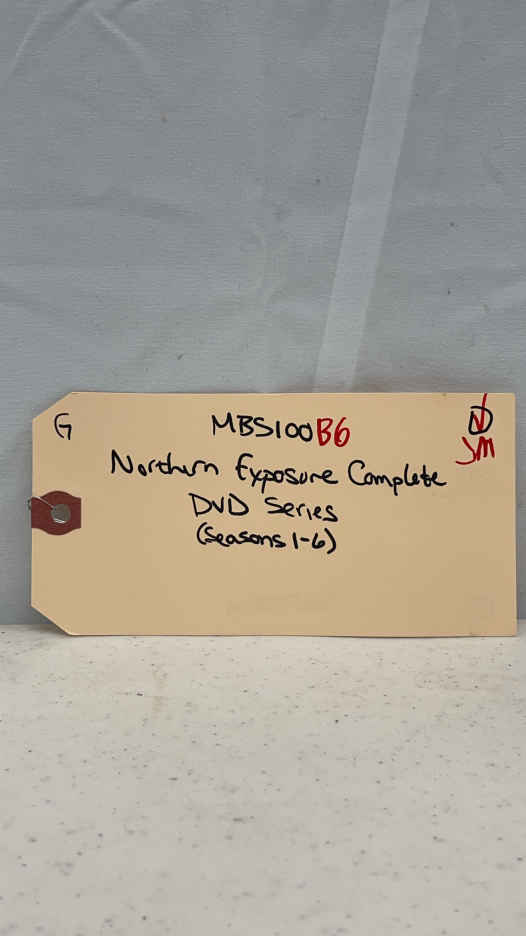 G MBS100B6 D
JM
Northern Exposure Complete
DVD Series
(Seasons 1-6)